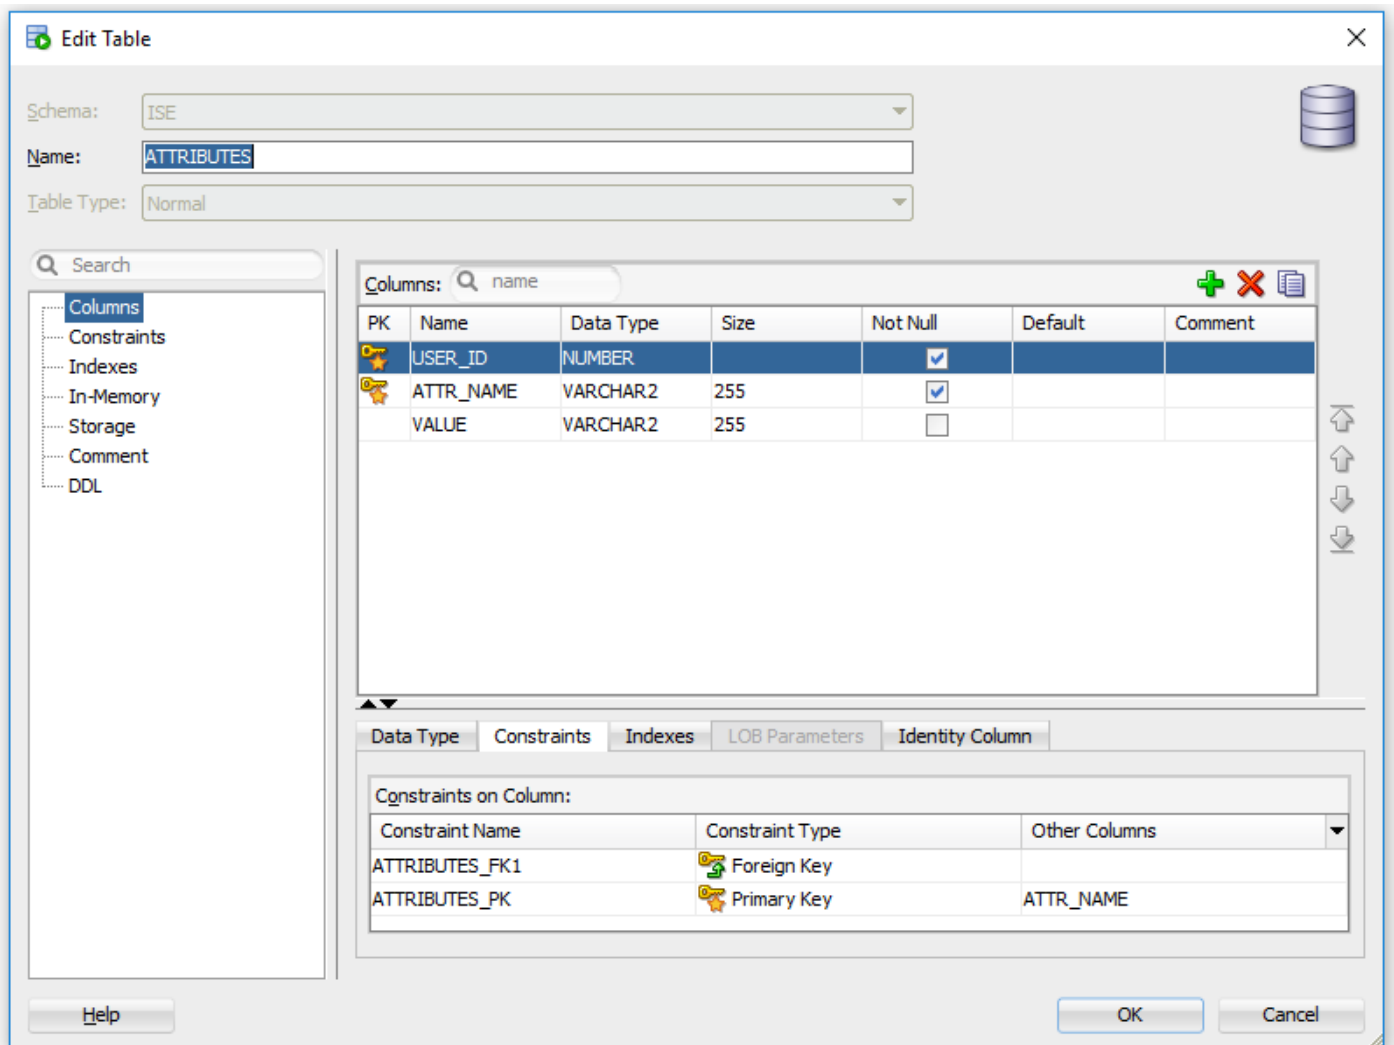 Edit Table
Schema: ISE
Name: ATTRIBUTES
Table Type: Normal
Search
Columns
Constraints
Indexes
In-Memory
Storage
Comment
DDL
Columns: name
PK Name Data Type Size Not Null Default Comment
USER_ID NUMBER
ATTR_NAME VARCHAR2 255
VALUE VARCHAR2 255
Data Type Constraints Indexes LOB Parameters Identity Column
Constraints on Column:
Constraint Name Constraint Type Other Columns
ATTRIBUTES_FK1 Foreign Key
ATTRIBUTES_PK Primary Key ATTR_NAME
Help OK Cancel